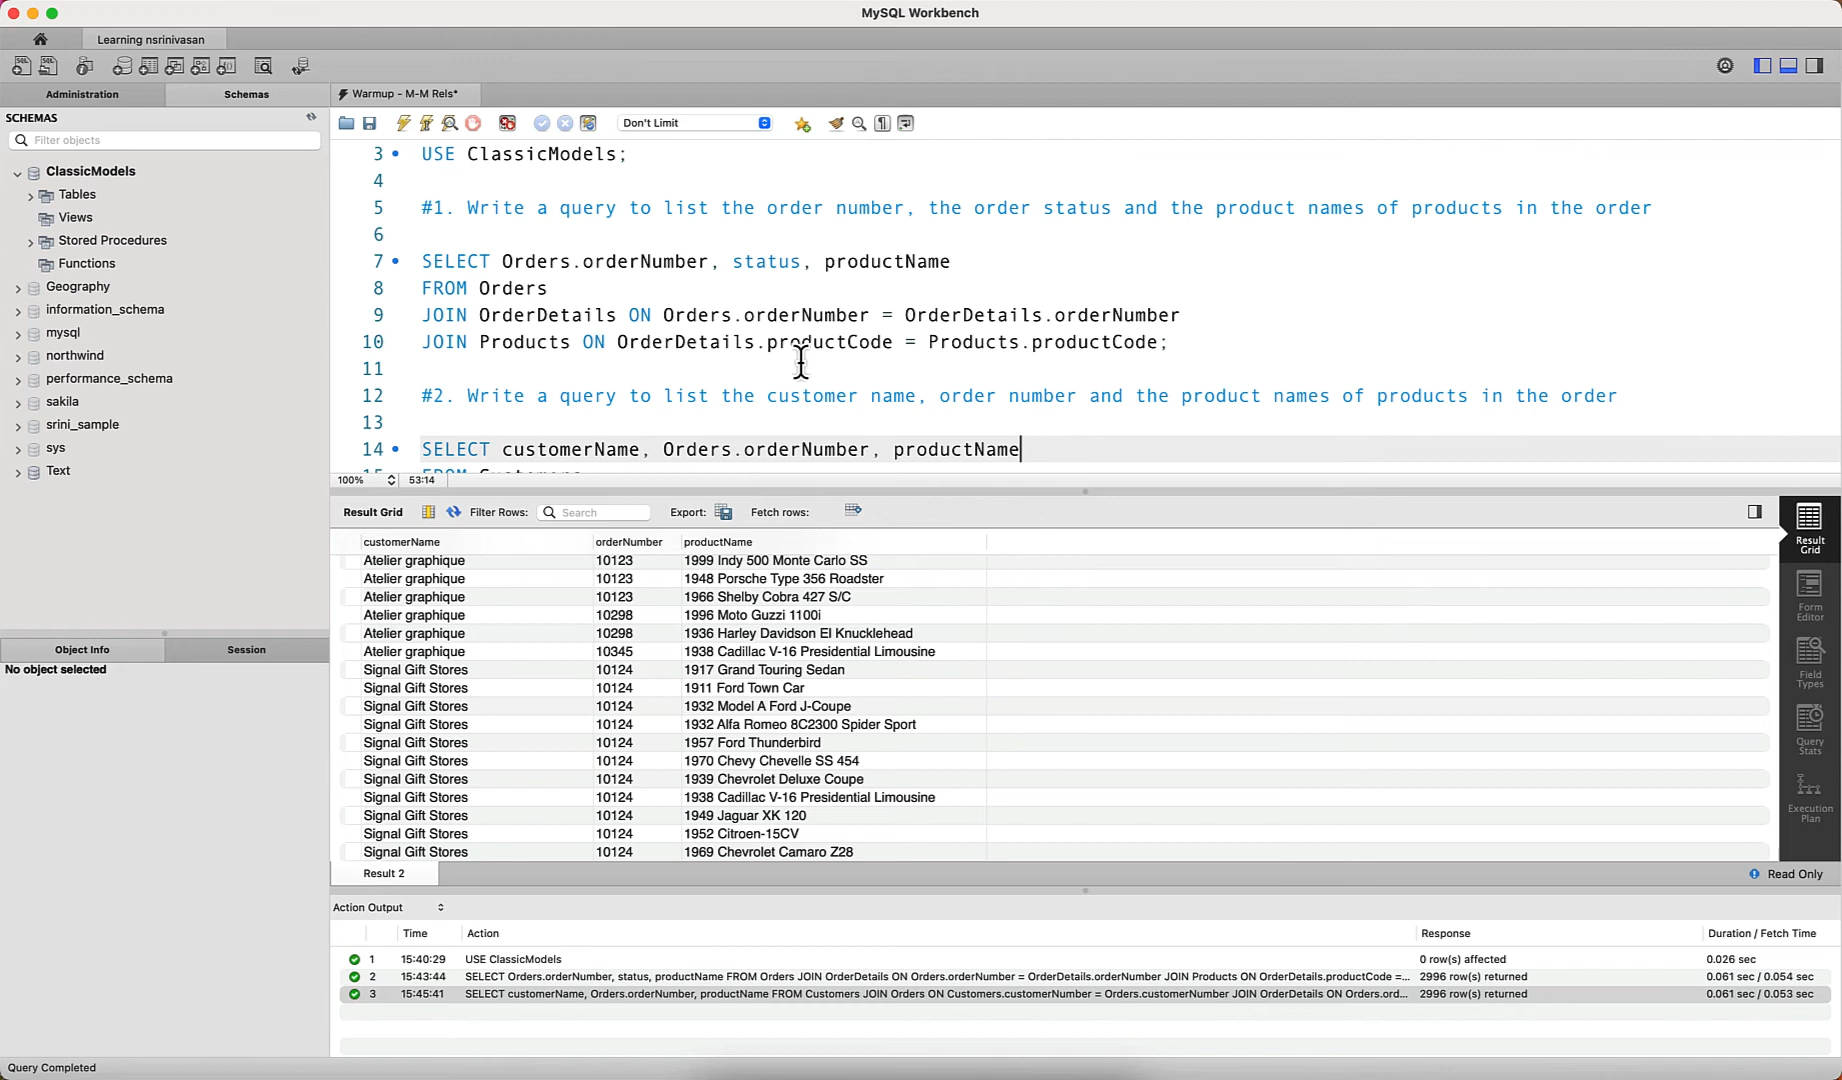 MySQL Workbench
Learning nsrinivasan
Administration
Schemas
Warmup - M-M Rels*
SCHEMAS
Filter objects
ClassicModels
Tables
Views
Stored Procedures
Functions
Geography
information_schema
mysql
northwind
performance_schema
sakila
srini_sample
sys
Text
Object Info
Session
No object selected
Don't Limit
3 USE ClassicModels;
4
5 #1. Write a query to list the order number, the order status and the product names of products in the order
6
7 SELECT Orders.orderNumber, status, productName
8 FROM Orders
9 JOIN OrderDetails ON Orders.orderNumber = OrderDetails.orderNumber
10 JOIN Products ON OrderDetails.productCode = Products.productCode;
11
12 #2. Write a query to list the customer name, order number and the product names of products in the order
13
14 SELECT customerName, Orders.orderNumber, productName
15 FROM Customers
100% 53:14
Result Grid Filter Rows: Search Export: Fetch rows:
customerName orderNumber productName
Atelier graphique 10123 1999 Indy 500 Monte Carlo SS
Atelier graphique 10123 1948 Porsche Type 356 Roadster
Atelier graphique 10123 1966 Shelby Cobra 427 S/C
Atelier graphique 10298 1996 Moto Guzzi 1100i
Atelier graphique 10298 1936 Harley Davidson El Knucklehead
Atelier graphique 10345 1938 Cadillac V-16 Presidential Limousine
Signal Gift Stores 10124 1917 Grand Touring Sedan
Signal Gift Stores 10124 1911 Ford Town Car
Signal Gift Stores 10124 1932 Model A Ford J-Coupe
Signal Gift Stores 10124 1932 Alfa Romeo 8C2300 Spider Sport
Signal Gift Stores 10124 1957 Ford Thunderbird
Signal Gift Stores 10124 1970 Chevy Chevelle SS 454
Signal Gift Stores 10124 1939 Chevrolet Deluxe Coupe
Signal Gift Stores 10124 1938 Cadillac V-16 Presidential Limousine
Signal Gift Stores 10124 1949 Jaguar XK 120
Signal Gift Stores 10124 1952 Citroen-15CV
Signal Gift Stores 10124 1969 Chevrolet Camaro Z28
Result
Grid
Form
Editor
Field
Types
Query
Stats
Execution
Plan
Result 2
Read Only
Action Output
Time Action Response Duration / Fetch Time
1 15:40:29 USE ClassicModels 0 row(s) affected 0.026 sec
2 15:43:44 SELECT Orders.orderNumber, status, productName FROM Orders JOIN OrderDetails ON Orders.orderNumber = OrderDetails.orderNumber JOIN Products ON OrderDetails.productCode =... 2996 row(s) returned 0.061 sec / 0.054 sec
3 15:45:41 SELECT customerName, Orders.orderNumber, productName FROM Customers JOIN Orders ON Customers.customerNumber = Orders.customerNumber JOIN OrderDetails ON Orders.ord... 2996 row(s) returned 0.061 sec / 0.053 sec
Query Completed